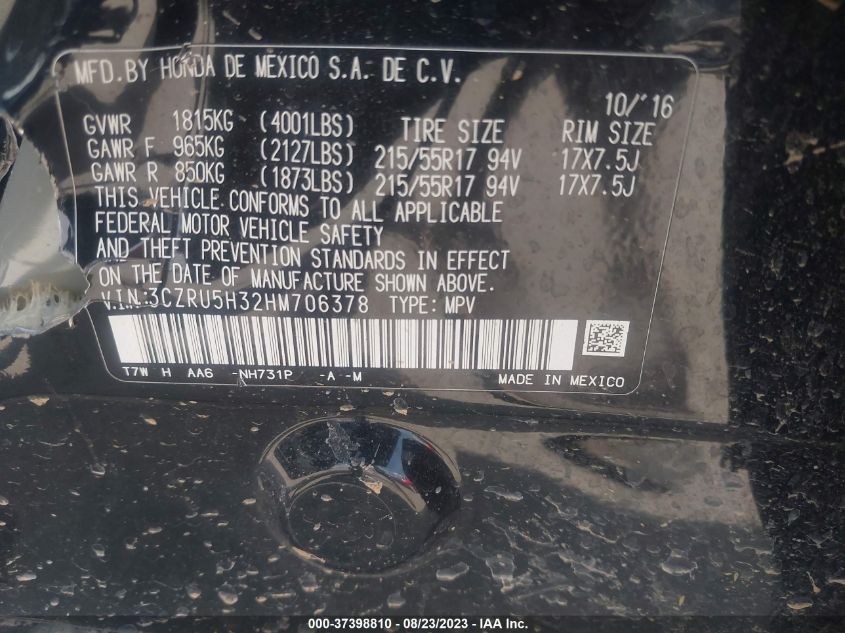 MFD.BY HONDA DE MEXICO S.A. DE C.V.
10/'16
GVWR 1815KG (4001LBS) TIRE SIZE RIM SIZE
GAWR F 965KG (2127LBS) 215/55R17 94V 17X7.5J
GAWR R 850KG (1873LBS) 215/55R17 94V 17X7.5J
THIS VEHICLE CONFORMS TO ALL APPLICABLE
FEDERAL MOTOR VEHICLE SAFETY
AND THEFT PREVENTION STANDARDS IN EFFECT
ON THE DATE OF MANUFACTURE SHOWN ABOVE.
V.I.N:3CZRU5H32HM706378 TYPE: MPV
T7W H AA6 -NH731P -A -M MADE IN MEXICO
000-37398810 - 08/23/2023 - IAA Inc.